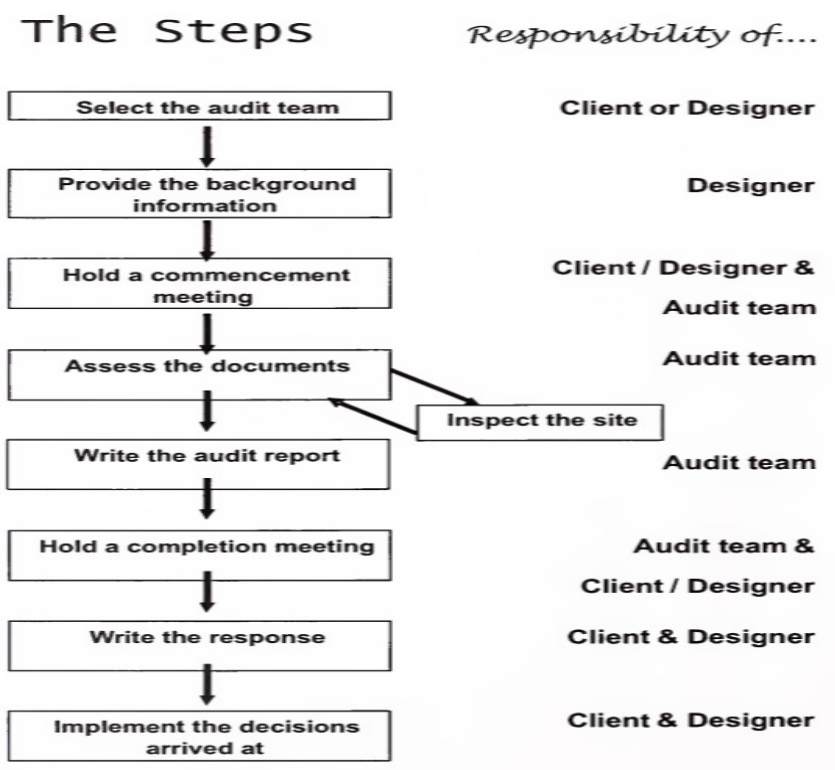 The Steps
Responsibility of....
Select the audit team
Client or Designer
Provide the background
information
Designer
Hold a commencement
meeting
Client / Designer &
Audit team
Assess the documents
Audit team
Inspect the site
Write the audit report
Audit team
Hold a completion meeting
Audit team &
Client / Designer
Write the response
Client & Designer
Implement the decisions
arrived at
Client & Designer